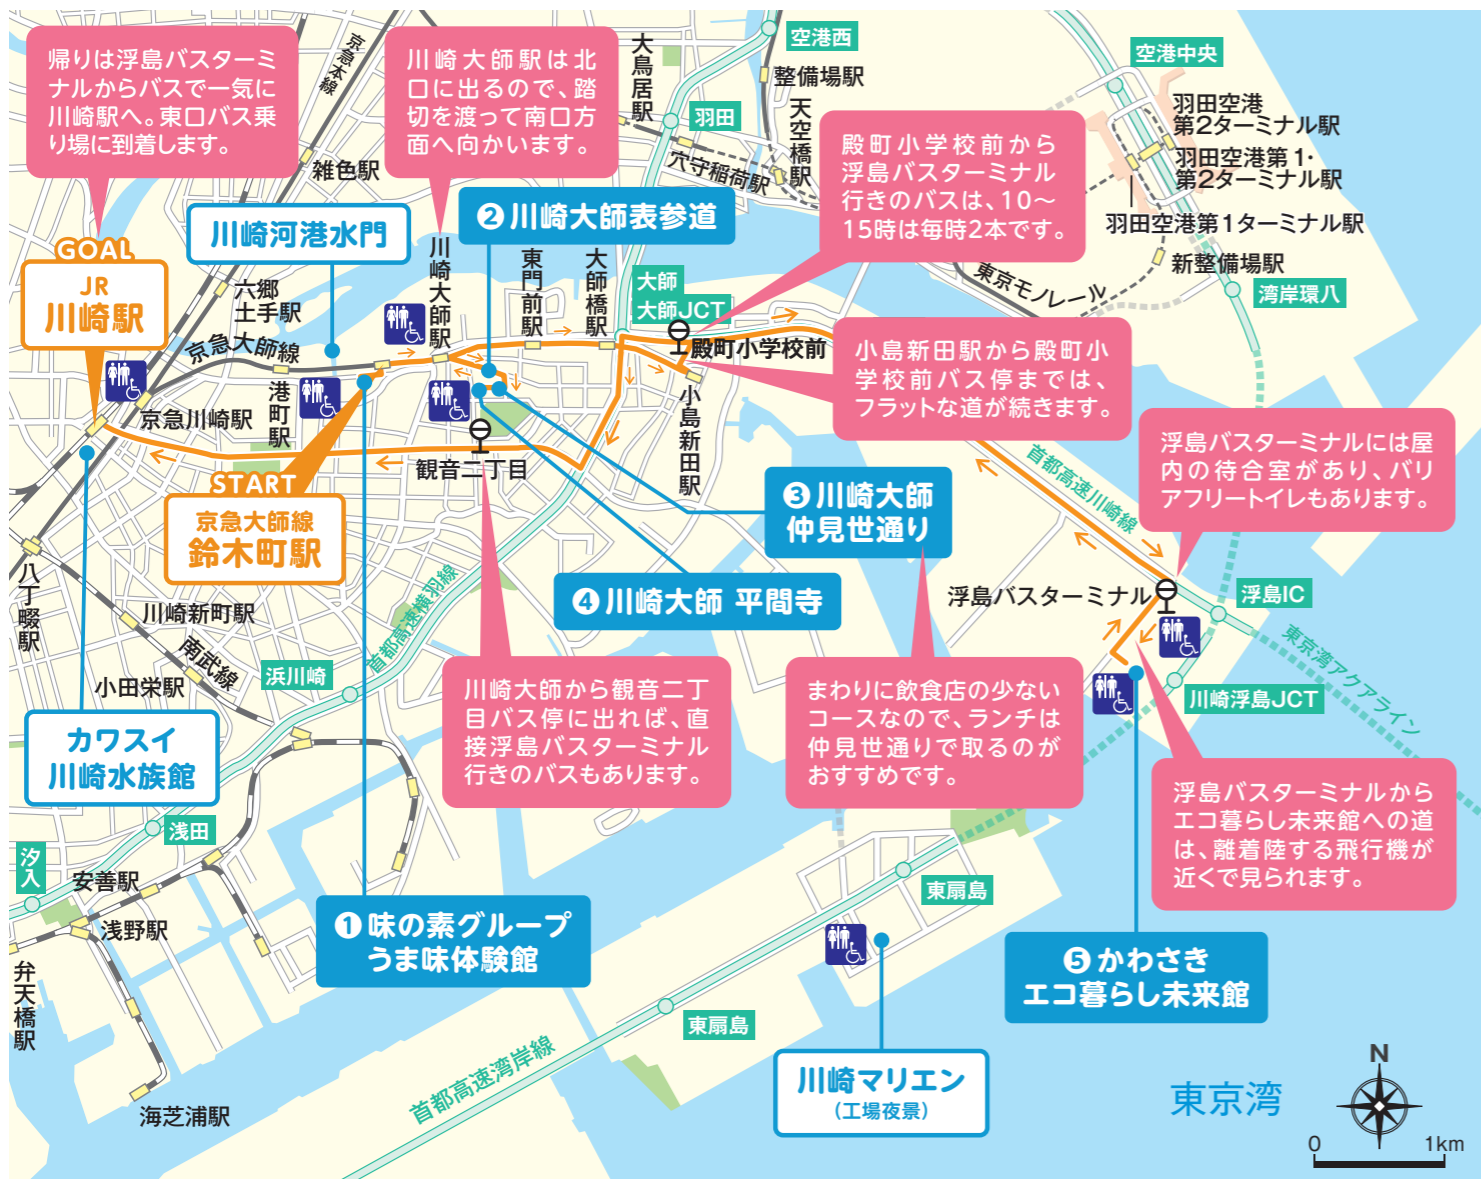 帰りは浮島バスターミ
ナルからバスで一気に
川崎駅へ。東口バス乗
り場に到着します。
京急本線
川崎大師駅は北
口に出るので、踏
切を渡って南口方
面へ向かいます。
大鳥居駅
空港西
整備場駅
羽田
天空橋駅
穴守稲荷駅
空港中央
羽田空港
第2ターミナル駅
羽田空港第1・
第2ターミナル駅
羽田空港第1ターミナル駅
新整備場駅
湾岸環八
東京モノレール
殿町小学校前から
浮島バスターミナル
行きのバスは、10〜
15時は毎時2本です。
雑色駅
川崎河港水門
❷川崎大師表参道
GOAL
JR
川崎駅
六郷
土手駅
川崎大師駅
東門前駅
大師橋駅
大師
大師JCT
殿町小学校前
京急大師線
港町駅
京急川崎駅
小島新田駅から殿町小
学校前バス停までは、
フラットな道が続きます。
小島新田駅
観音二丁目
START
京急大師線
鈴木町駅
❸川崎大師
仲見世通り
❹川崎大師 平間寺
首都高速川崎線
浮島バスターミナルには屋
内の待合室があり、バリ
アフリートイレもあります。
浮島バスターミナル
浮島IC
東京湾アクアライン
川崎浮島JCT
八丁畷駅
川崎新町駅
南武線
小田栄駅
浜川崎
首都高速横羽線
カワスイ
川崎水族館
川崎大師から観音二丁
目バス停に出れば、直
接浮島バスターミナル
行きのバスもあります。
まわりに飲食店の少ない
コースなので、ランチは
仲見世通りで取るのが
おすすめです。
浮島バスターミナルから
エコ暮らし未来館への道
は、離着陸する飛行機が
近くで見られます。
浅田
汐入
安善駅
浅野駅
弁天橋駅
海芝浦駅
❶味の素グループ
うま味体験館
東扇島
東扇島
首都高速湾岸線
❺かわさき
エコ暮らし未来館
川崎マリエン
(工場夜景)
東京湾
N
0
1km